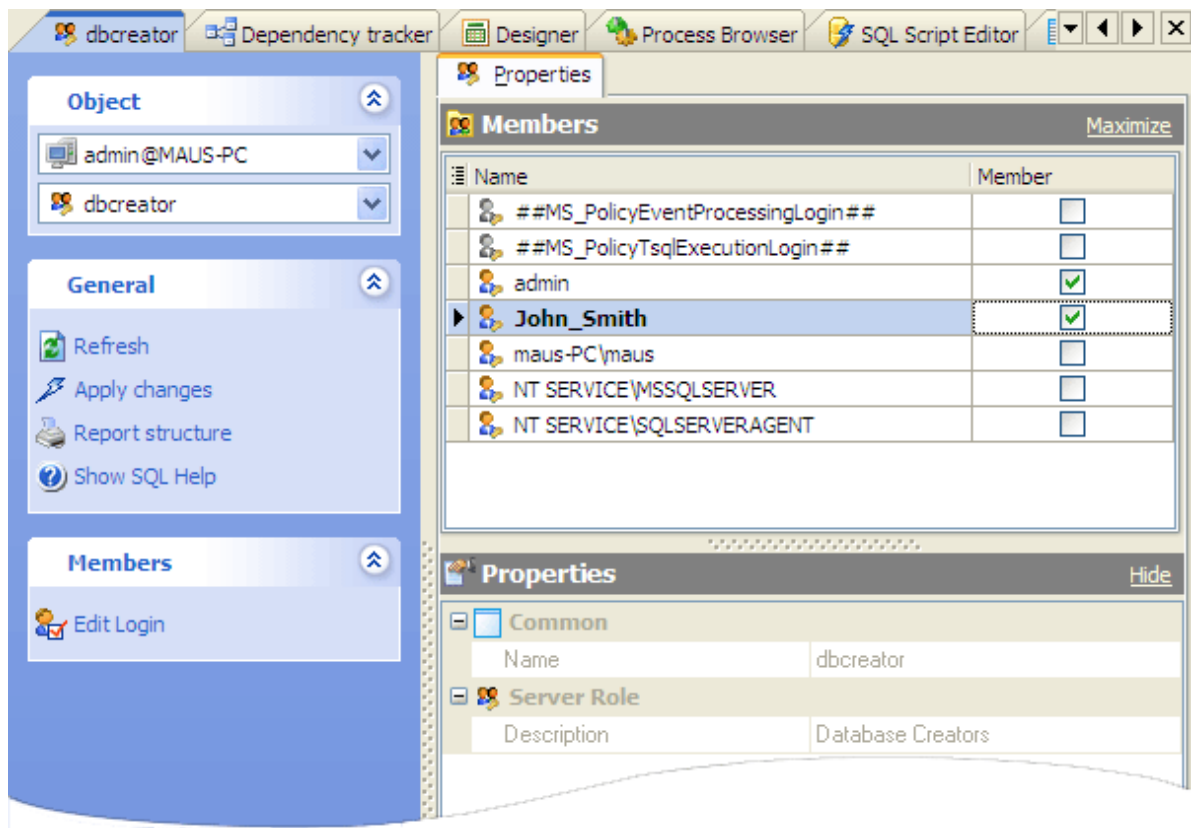 dbcreator Dependency tracker Designer Process Browser SQL Script Editor
Properties
Object
admin@MAUS-PC
dbcreator
General
Refresh
Apply changes
Report structure
Show SQL Help
Members
Edit Login
Members Maximize
Name Member
##MS_PolicyEventProcessingLogin##
##MS_PolicyTsqlExecutionLogin##
admin
John_Smith
maus-PC\maus
NT SERVICE\MSSQLSERVER
NT SERVICE\SQLSERVERAGENT
Properties Hide
Common
Name dbcreator
Server Role
Description Database Creators